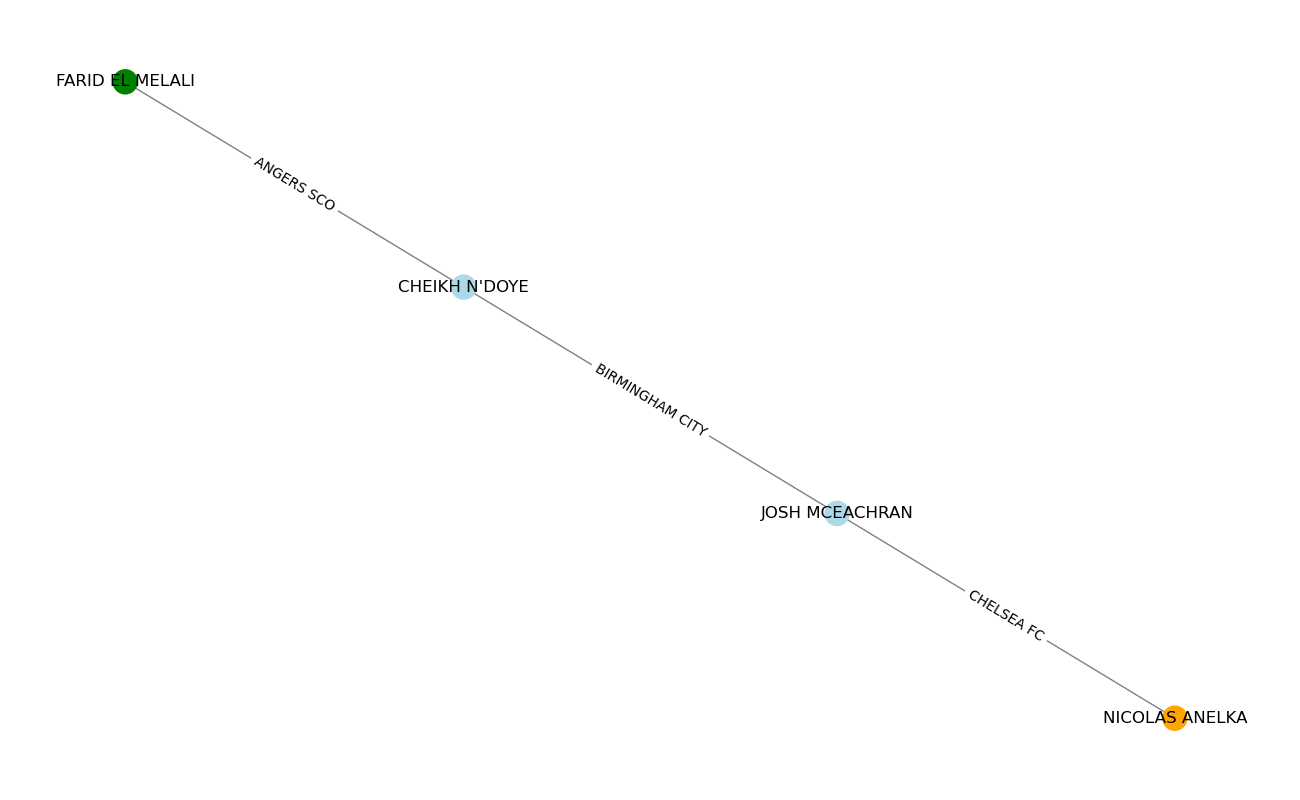 FARID EL MELALI
ANGERS SCO
CHEIKH N'DOYE
BIRMINGHAM CITY
JOSH MCEACHRAN
CHELSEA FC
NICOLAS ANELKA